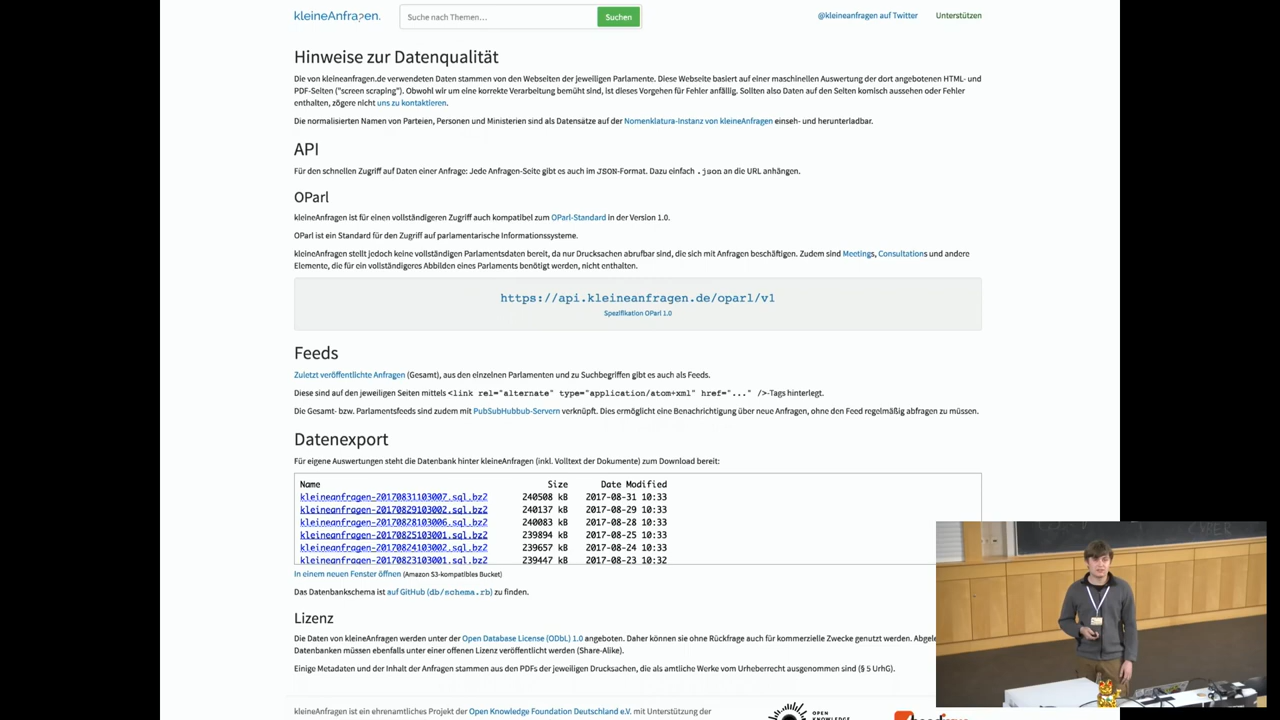 kleineAnfragen.
Suche nach Themen...
Suchen
@kleineanfragen auf Twitter
Unterstützen
Hinweise zur Datenqualität
Die von kleineanfragen.de verwendeten Daten stammen von den Webseiten der jeweiligen Parlamente. Diese Webseite basiert auf einer maschinellen Auswertung der dort angebotenen HTML- und
PDF-Seiten ("screen scraping"). Obwohl wir um eine korrekte Verarbeitung bemüht sind, ist dieses Vorgehen für Fehler anfällig. Sollten also Daten auf den Seiten komisch aussehen oder Fehler
enthalten, zögere nicht uns zu kontaktieren.
Die normalisierten Namen von Parteien, Personen und Ministerien sind als Datensätze auf der Nomenklatura-Instanz von kleineAnfragen einseh- und herunterladbar.
API
Für den schnellen Zugriff auf Daten einer Anfrage: Jede Anfragen-Seite gibt es auch im JSON-Format. Dazu einfach .json an die URL anhängen.
OParl
kleineAnfragen ist für einen vollständigeren Zugriff auch kompatibel zum OParl-Standard in der Version 1.0.
OParl ist ein Standard für den Zugriff auf parlamentarische Informationssysteme.
kleineAnfragen stellt jedoch keine vollständigen Parlamentsdaten bereit, da nur Drucksachen abrufbar sind, die sich mit Anfragen beschäftigen. Zudem sind Meetings, Consultations und andere
Elemente, die für ein vollständigeres Abbilden eines Parlaments benötigt werden, nicht enthalten.
https://api.kleineanfragen.de/oparl/v1
Spezifikation OParl 1.0
Feeds
Zuletzt veröffentlichte Anfragen (Gesamt), aus den einzelnen Parlamenten und zu Suchbegriffen gibt es auch als Feeds.
Diese sind auf den jeweiligen Seiten mittels <link rel="alternate" type="application/atom+xml" href="..." />-Tags hinterlegt.
Die Gesamt- bzw. Parlamentsfeeds sind zudem mit PubSubHubbub-Servern verknüpft. Dies ermöglicht eine Benachrichtigung über neue Anfragen, ohne den Feed regelmäßig abfragen zu müssen.
Datenexport
Für eigene Auswertungen steht die Datenbank hinter kleineAnfragen (inkl. Volltext der Dokumente) zum Download bereit:
Name Size Date Modified
kleineanfragen-20170831103007.sql.bz2 240508 kB 2017-08-31 10:33
kleineanfragen-20170829103002.sql.bz2 240137 kB 2017-08-29 10:33
kleineanfragen-20170828103006.sql.bz2 240083 kB 2017-08-28 10:33
kleineanfragen-20170825103001.sql.bz2 239894 kB 2017-08-25 10:33
kleineanfragen-20170824103002.sql.bz2 239657 kB 2017-08-24 10:33
kleineanfragen-20170823103001.sql.bz2 239447 kB 2017-08-23 10:32
In einem neuen Fenster öffnen (Amazon S3-kompatibles Bucket)
Das Datenbankschema ist auf GitHub (db/schema.rb) zu finden.
Lizenz
Die Daten von kleineAnfragen werden unter der Open Database License (ODbL) 1.0 angeboten. Daher können sie ohne Rückfrage auch für kommerzielle Zwecke genutzt werden. Abgele
Datenbanken müssen ebenfalls unter einer offenen Lizenz veröffentlicht werden (Share-Alike).
Einige Metadaten und der Inhalt der Anfragen stammen aus den PDFs der jeweiligen Drucksachen, die als amtliche Werke vom Urheberrecht ausgenommen sind (§ 5 UrhG).
kleineAnfragen ist ein ehrenamtliches Projekt der Open Knowledge Foundation Deutschland e.V. mit Unterstützung der
OPEN